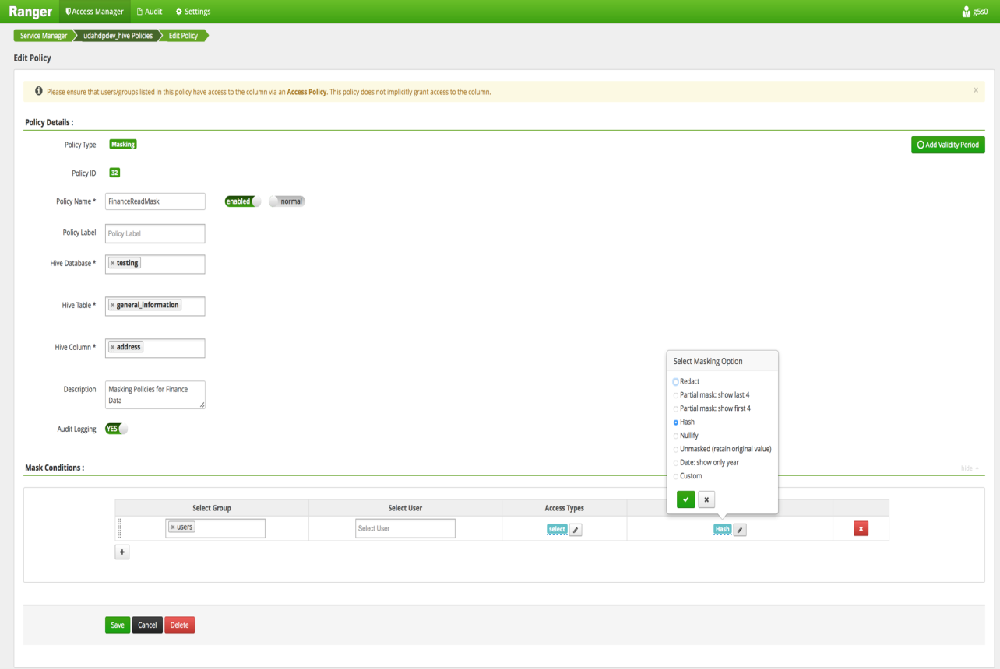 Ranger Access Manager Audit Settings g5s0
Service Manager udahdpdev_hive Policies Edit Policy
Edit Policy
Please ensure that users/groups listed in this policy have access to the column via an Access Policy. This policy does not implicitly grant access to the column. x
Policy Details :
Policy Type Masking
Add Validity Period
Policy ID 32
Policy Name * FinanceReadMask enabled normal
Policy Label Policy Label
Hive Database * × testing
Hive Table * × general_information
Hive Column * × address
Description Masking Policies for Finance
Data
Audit Logging YES
Select Masking Option
Redact
Partial mask: show last 4
Partial mask: show first 4
Hash
Nullify
Unmasked (retain original value)
Date: show only year
Custom
Mask Conditions :
hide
Select Group Select User Access Types
× users Select User select Hash x
+
Save Cancel Delete